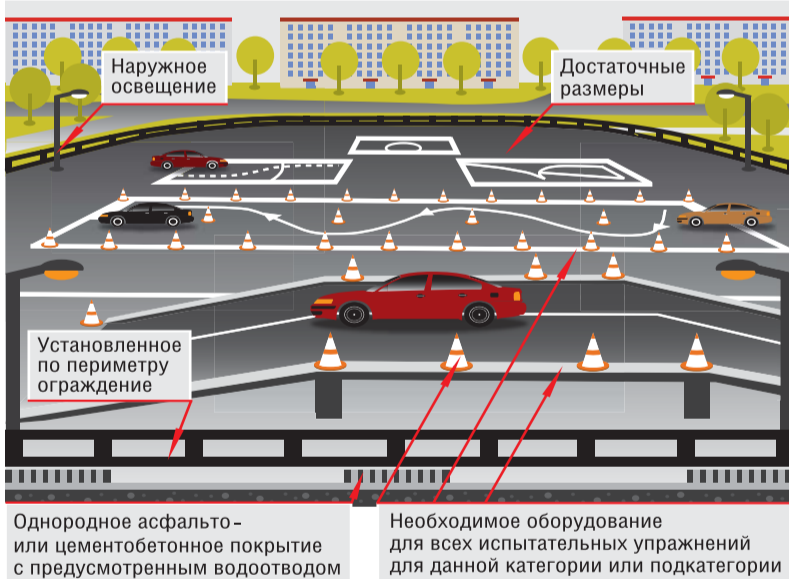 Наружное
освещение
Достаточные
размеры
Установленное
по периметру
ограждение
Однородное асфальто-
или цементобетонное покрытие
с предусмотренным водоотводом
Необходимое оборудование
для всех испытательных упражнений
для данной категории или подкатегории